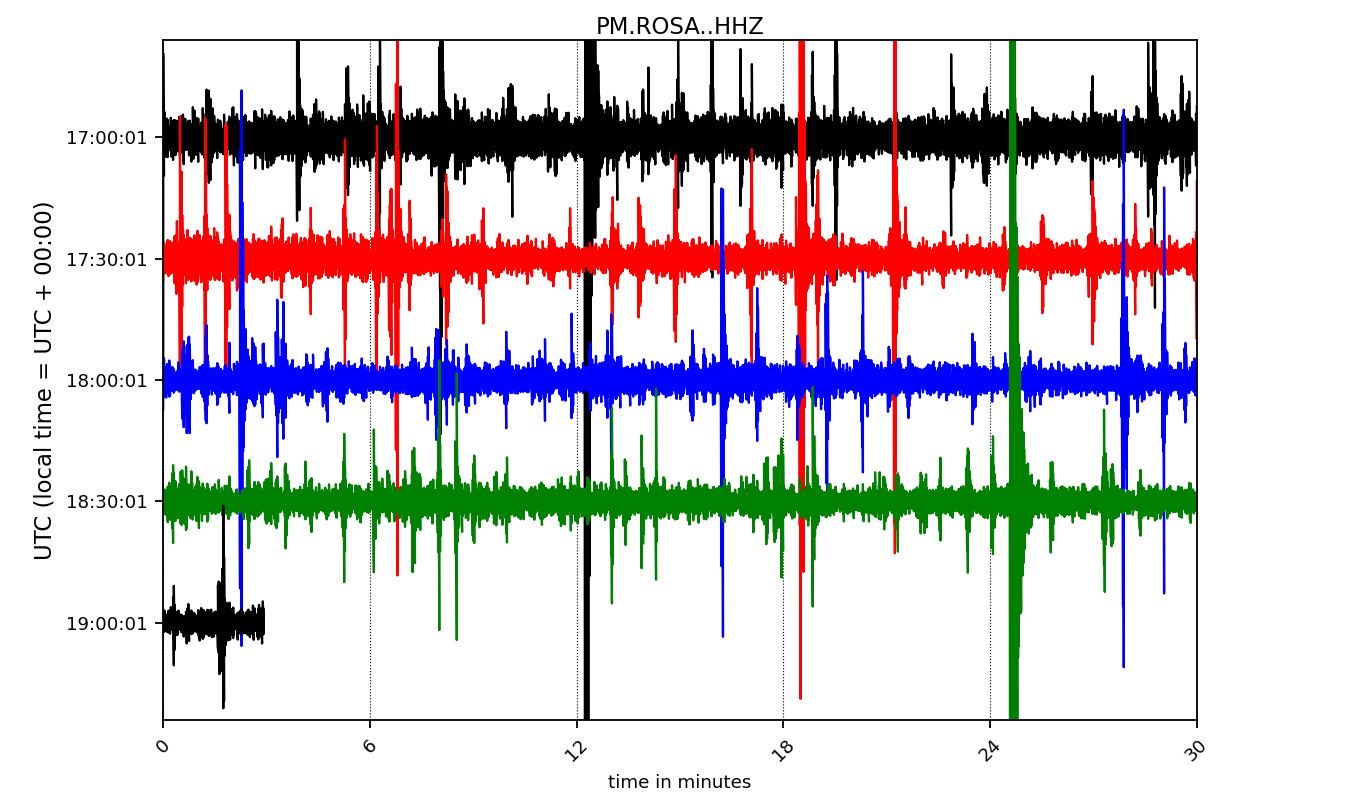 PM.ROSA..HHZ
UTC (local time = UTC + 00:00)
17:00:01
17:30:01
18:00:01
18:30:01
19:00:01
0 6 12 18 24 30
time in minutes